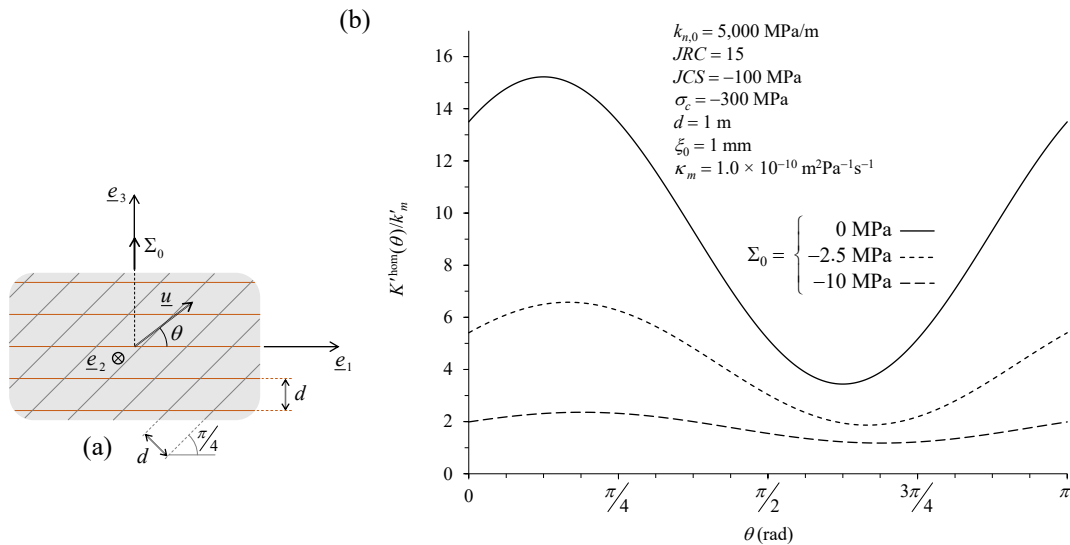 (b)
k_{n,0} = 5,000 MPa/m
JRC = 15
JCS = −100 MPa
σ_c = −300 MPa
d = 1 m
ξ_0 = 1 mm
κ_m = 1.0 × 10^{−10} m^2Pa^{−1}s^{−1}
16
14
12
10
8
6
4
2
0
K'^{hom}(θ)/k'_m
Σ_0 =
0 MPa
−2.5 MPa
−10 MPa
0
π/4
π/2
3π/4
π
θ (rad)
e_3
Σ_0
u
θ
e_2 ⊗
e_1
d
(a)
d
π/4